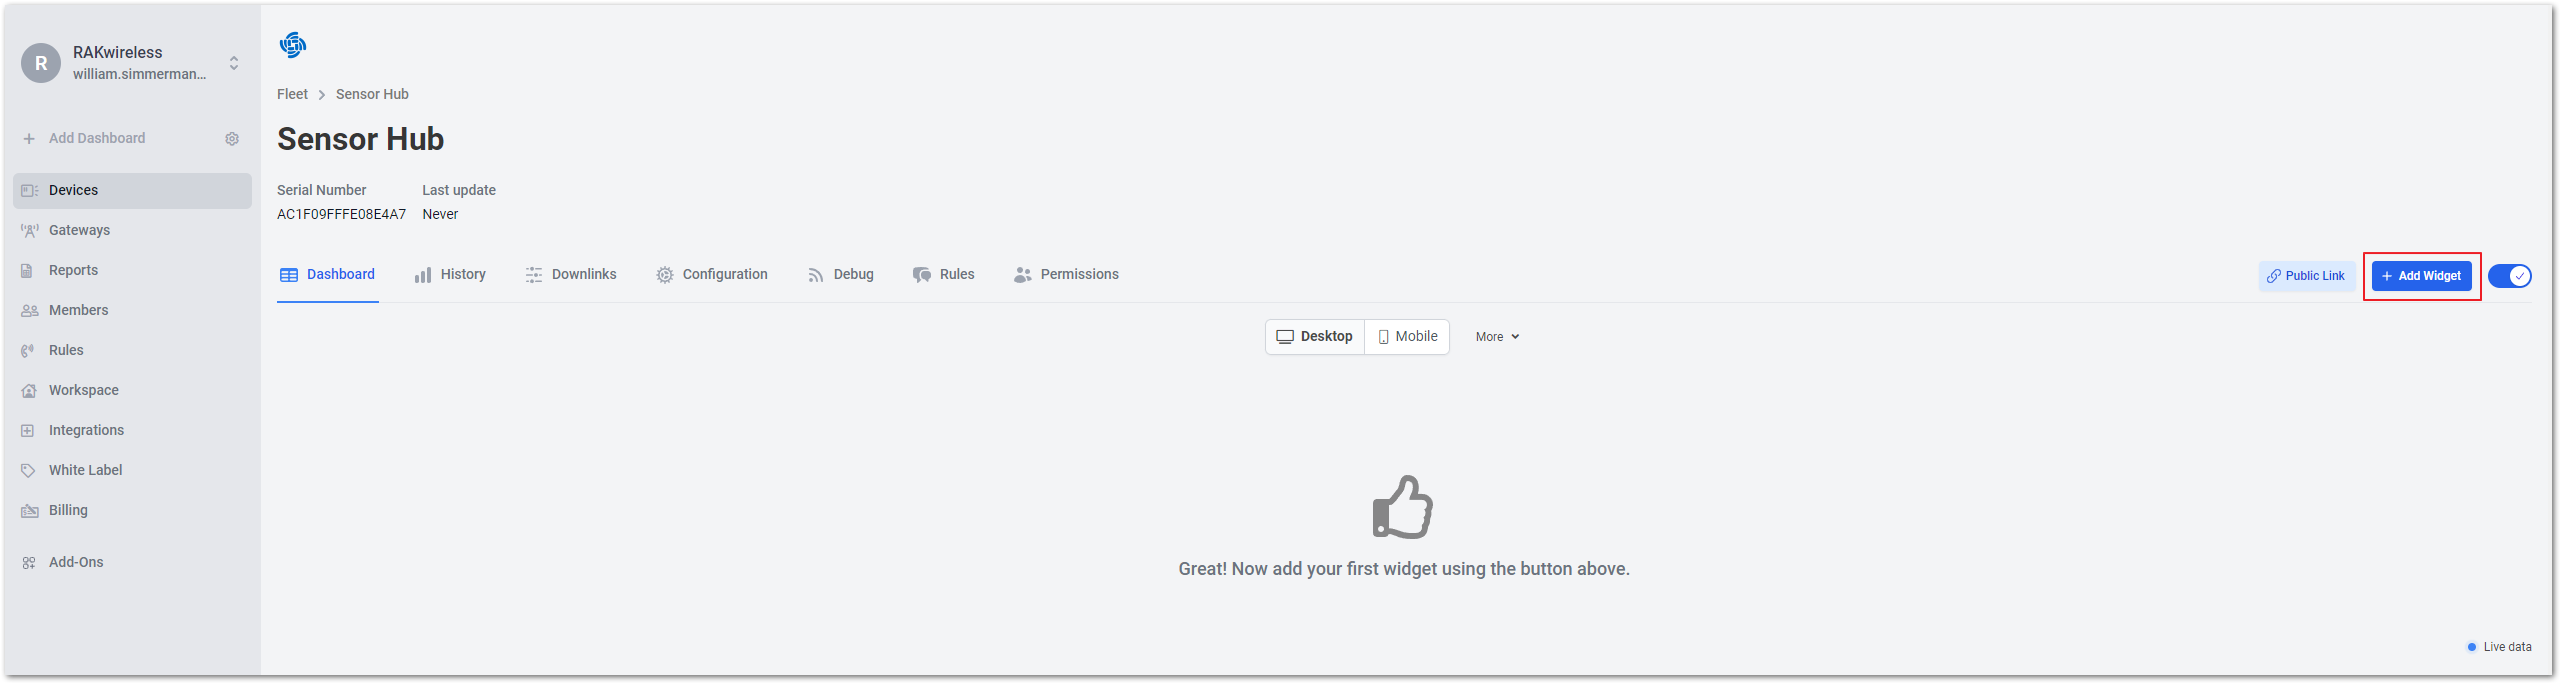 R
RAKwireless
william.simmerman...
Add Dashboard
Devices
Gateways
Reports
Members
Rules
Workspace
Integrations
White Label
Billing
Add-Ons
Fleet > Sensor Hub
Sensor Hub
Serial Number Last update
AC1F09FFFE08E4A7 Never
Dashboard History Downlinks Configuration Debug Rules Permissions Public Link + Add Widget
Desktop Mobile More
Great! Now add your first widget using the button above.
Live data